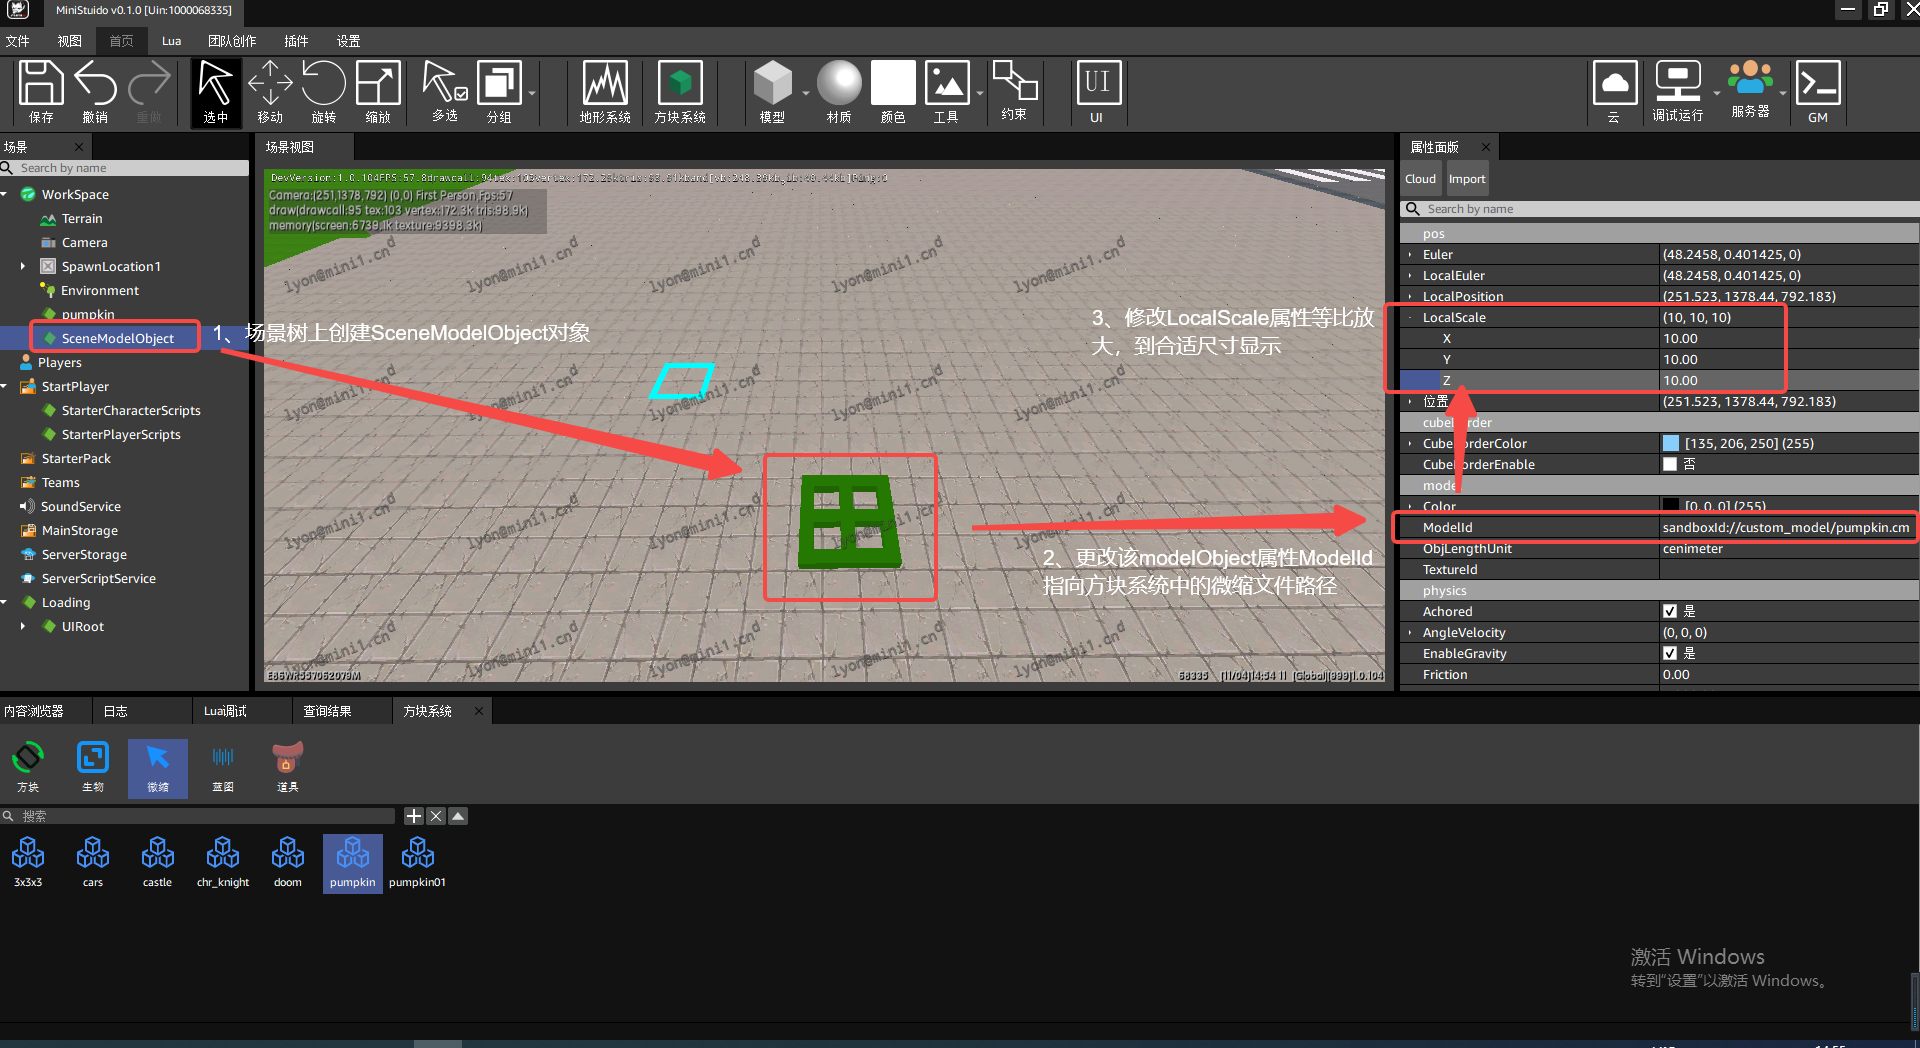 MiniStuido v0.1.0 [Uin:1000068335]
文件 视图 首页 Lua 团队创作 插件 设置
保存 撤销 重做 选中 移动 旋转 缩放 多选 分组 地形系统 方块系统 模型 材质 颜色 工具 约束 UI 云 调试运行 服务器 GM
UI
场景
Search by name
WorkSpace
Terrain
Camera
SpawnLocation1
Environment
pumpkin
SceneModelObject
Players
StartPlayer
StarterCharacterScripts
StarterPlayerScripts
StarterPack
Teams
SoundService
MainStorage
ServerStorage
ServerScriptService
Loading
UIRoot
场景视图
Camera:(251,1378,792) (0,0) First Person,Fps:57
draw(drawcall:95 tex:103 vertex:172.3k tris:98.9k)
memory(screen:6739.1k texture:9398.3k)
lyon@mini1.cn
1、场景树上创建SceneModelObject对象
3、修改LocalScale属性等比放
大，到合适尺寸显示
2、更改该modelObject属性ModelId
指向方块系统中的微缩文件路径
属性面版
Cloud Import
Search by name
pos
Euler (48.2458, 0.401425, 0)
LocalEuler (48.2458, 0.401425, 0)
LocalPosition (251.523, 1378.44, 792.183)
LocalScale (10, 10, 10)
X 10.00
Y 10.00
Z 10.00
位置 (251.523, 1378.44, 792.183)
CubeBorderColor [135, 206, 250] (255)
CubeBorderEnable 否
model
Color [0, 0, 0] (255)
ModelId sandboxId://custom_model/pumpkin.cm
ObjLengthUnit cenimeter
TextureId
physics
Achored 是
AngleVelocity (0, 0, 0)
EnableGravity 是
Friction 0.00
内容浏览器 日志 Lua调试 查询结果 方块系统
方块 生物 微缩 蓝图 道具
搜索
3x3x3 cars castle chr_knight doom pumpkin pumpkin01
激活 Windows
转到“设置”以激活 Windows。